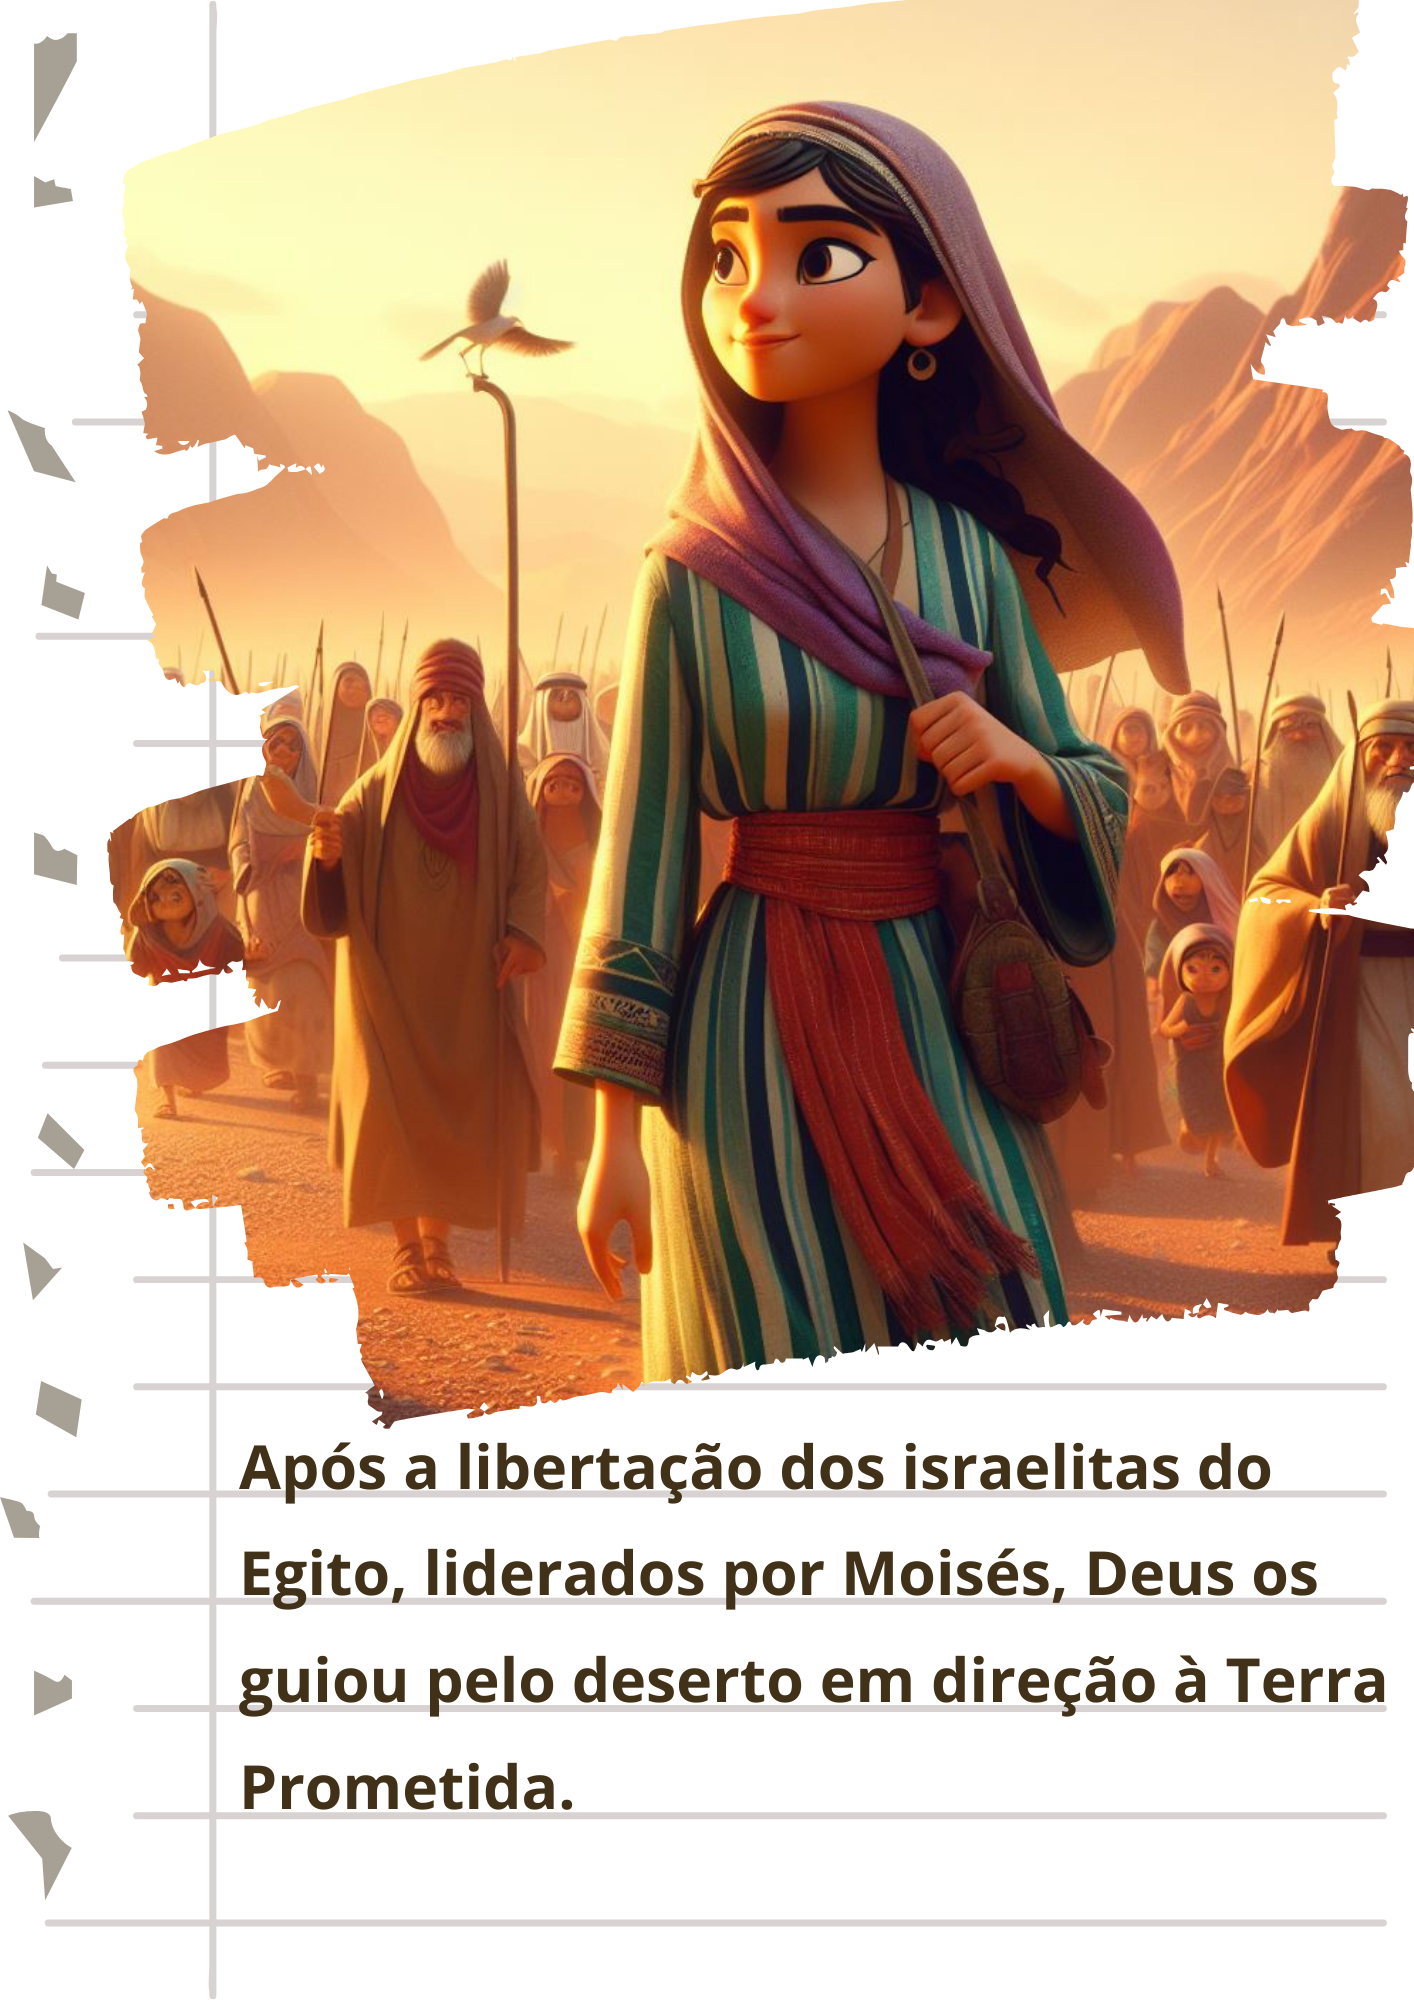 Após a libertação dos israelitas do
Egito, liderados por Moisés, Deus os
guiou pelo deserto em direção à Terra
Prometida.